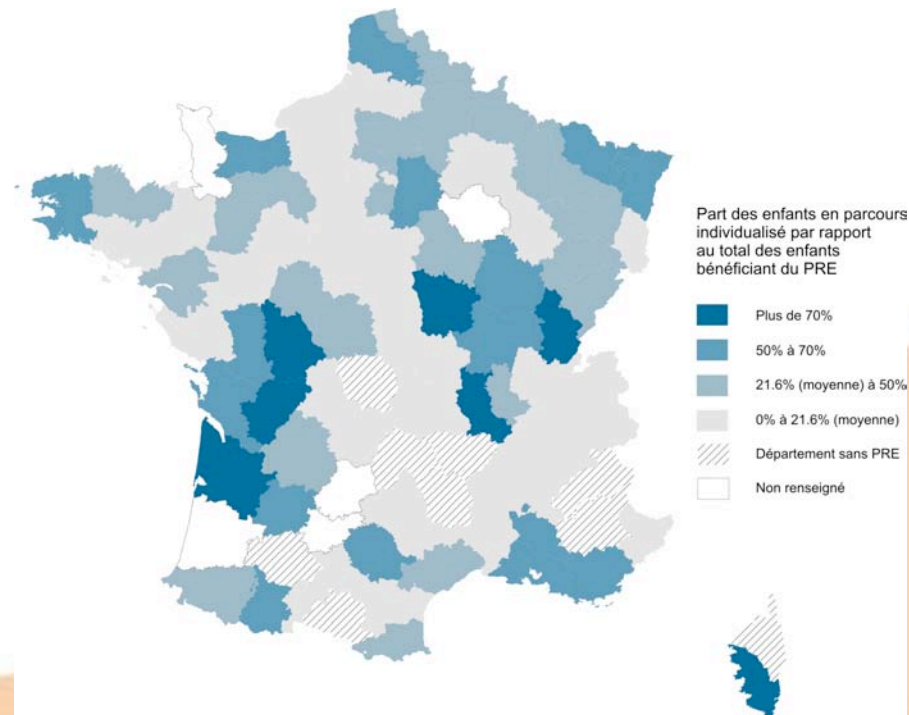 Part des enfants en parcours
individualisé par rapport
au total des enfants
bénéficiant du PRE
Plus de 70%
50% à 70%
21.6% (moyenne) à 50%
0% à 21.6% (moyenne)
Département sans PRE
Non renseigné